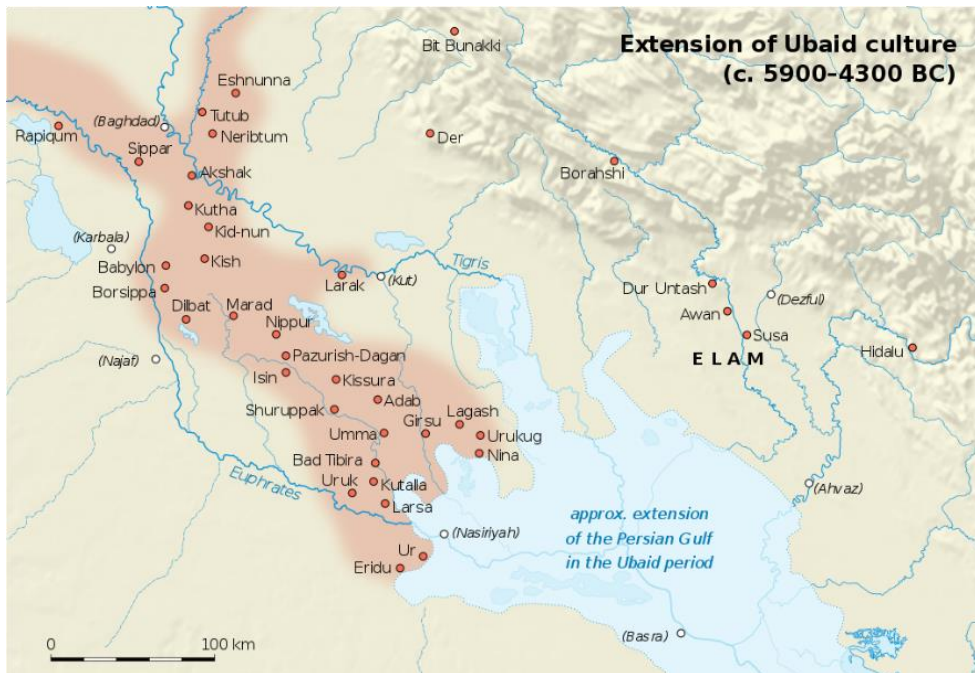 Extension of Ubaid culture
(c. 5900–4300 BC)
Bit Bunakki
Eshnunna
Tutub
(Baghdad)
Neribtum
Rapiqum
Der
Sippar
Borahshi
Akshak
Kutha
Kid-nun
(Karbala)
Kish
Babylon
Tigris
Larak
(Kut)
Borsippa
Dur Untash
(Dezful)
Dilbat
Marad
Awan
Nippur
Susa
Hidalu
(Najaf)
Pazurish-Dagan
ELAM
Isin
Kissura
Adab
Shuruppak
Lagash
Girsu
Umma
Urukug
Nina
Bad Tibira
Uruk
Kutalla
(Ahvaz)
Euphrates
Larsa
approx. extension
of the Persian Gulf
in the Ubaid period
(Nasiriyah)
Ur
Eridu
(Basra)
0
100 km